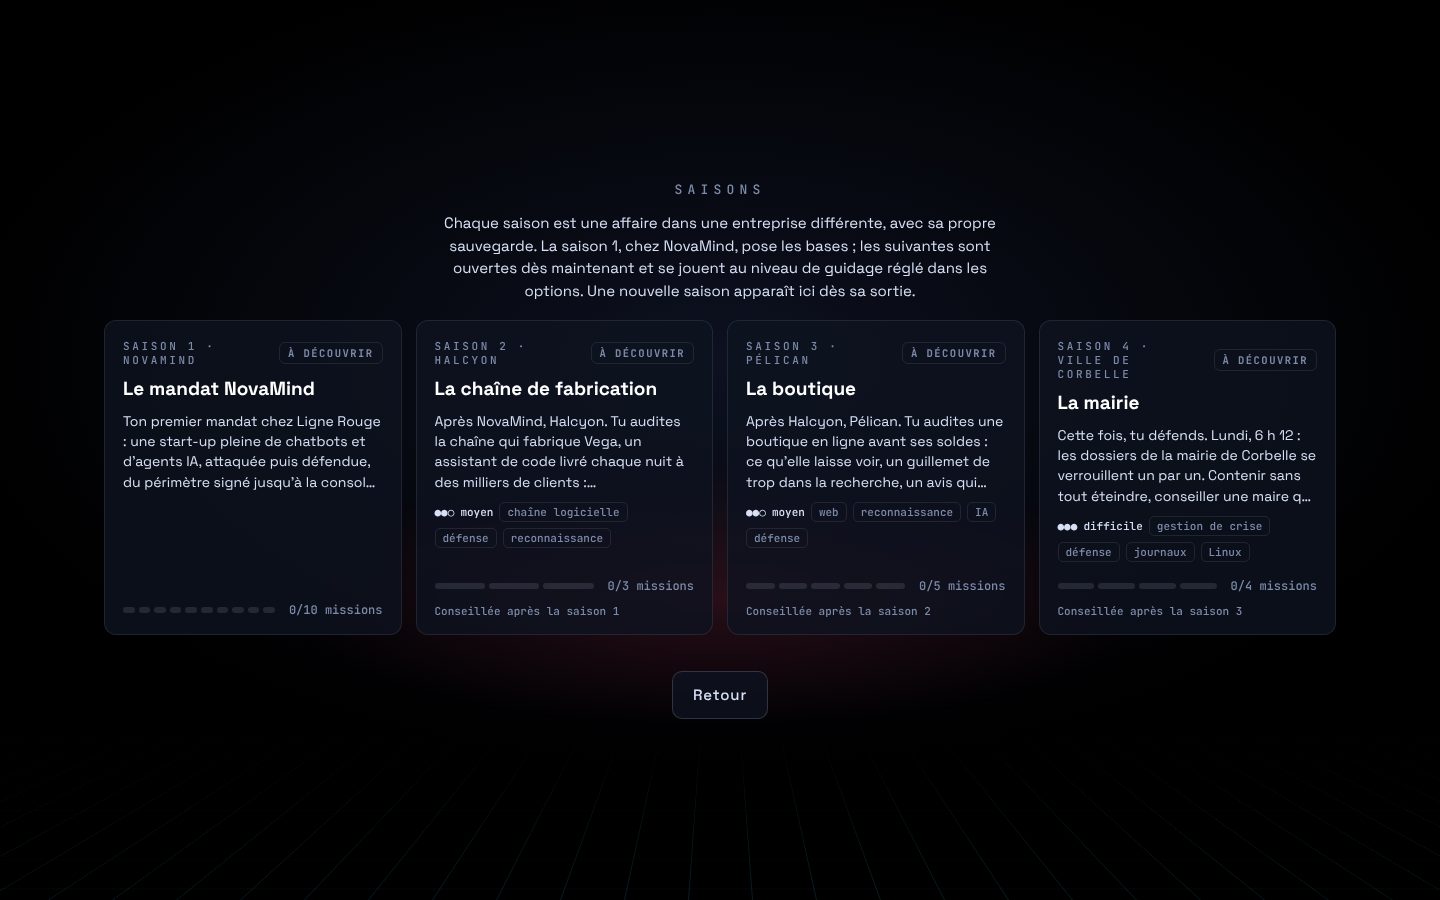 SAISONS
Chaque saison est une affaire dans une entreprise différente, avec sa propre
sauvegarde. La saison 1, chez NovaMind, pose les bases ; les suivantes sont
ouvertes dès maintenant et se jouent au niveau de guidage réglé dans les
options. Une nouvelle saison apparaît ici dès sa sortie.
SAISON 1 ·
NOVAMIND
À DÉCOUVRIR
Le mandat NovaMind
Ton premier mandat chez Ligne Rouge
: une start-up pleine de chatbots et
d'agents IA, attaquée puis défendue,
du périmètre signé jusqu'à la consol…
0/10 missions
SAISON 2 ·
HALCYON
À DÉCOUVRIR
La chaîne de fabrication
Après NovaMind, Halcyon. Tu audites
la chaîne qui fabrique Vega, un
assistant de code livré chaque nuit à
des milliers de clients :…
●●○ moyen
chaîne logicielle
défense
reconnaissance
0/3 missions
Conseillée après la saison 1
SAISON 3 ·
PÉLICAN
À DÉCOUVRIR
La boutique
Après Halcyon, Pélican. Tu audites une
boutique en ligne avant ses soldes :
ce qu'elle laisse voir, un guillemet de
trop dans la recherche, un avis qui…
●●○ moyen
web
reconnaissance
IA
défense
0/5 missions
Conseillée après la saison 2
SAISON 4 ·
VILLE DE
CORBELLE
À DÉCOUVRIR
La mairie
Cette fois, tu défends. Lundi, 6 h 12 :
les dossiers de la mairie de Corbelle se
verrouillent un par un. Contenir sans
tout éteindre, conseiller une maire q…
●●● difficile
gestion de crise
défense
journaux
Linux
0/4 missions
Conseillée après la saison 3
Retour